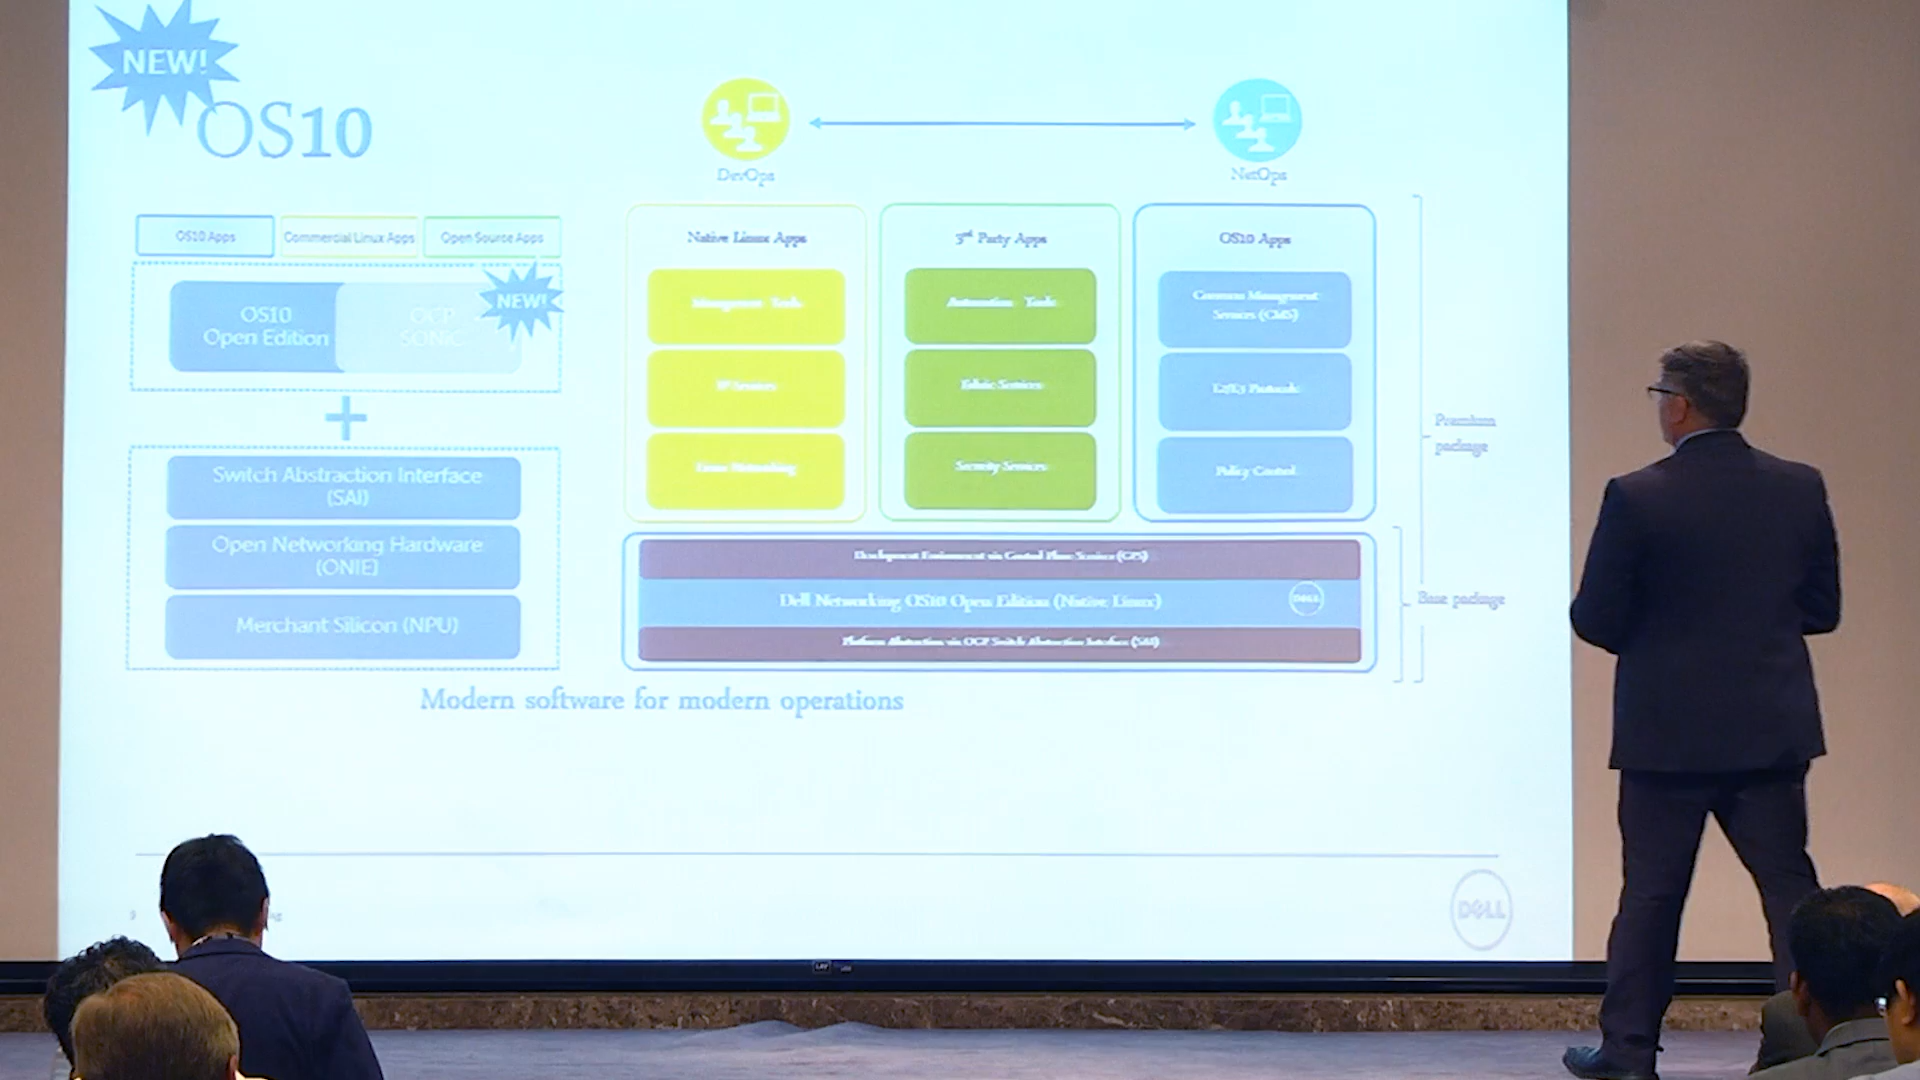 NEW!
OS10
DevOps
NetOps
OS10 Apps
Commercial Linux Apps
Open Source Apps
OS10
Open Edition
OCP
SONiC
NEW!
Switch Abstraction Interface
(SAI)
Open Networking Hardware
(ONIE)
Merchant Silicon (NPU)
Native Linux Apps
Management Tools
IP Services
Linux Networking
3rd Party Apps
Automation Tools
Fabric Services
Security Services
OS10 Apps
Common Management
Services (CMS)
L2/L3 Protocols
Policy Control
Premium
package
Development Environment via Control Plane Services (CPS)
Dell Networking OS10 Open Edition (Native Linux)
DELL
Platform Abstraction via OCP Switch Abstraction Interface (SAI)
Base package
Modern software for modern operations
9
DELL